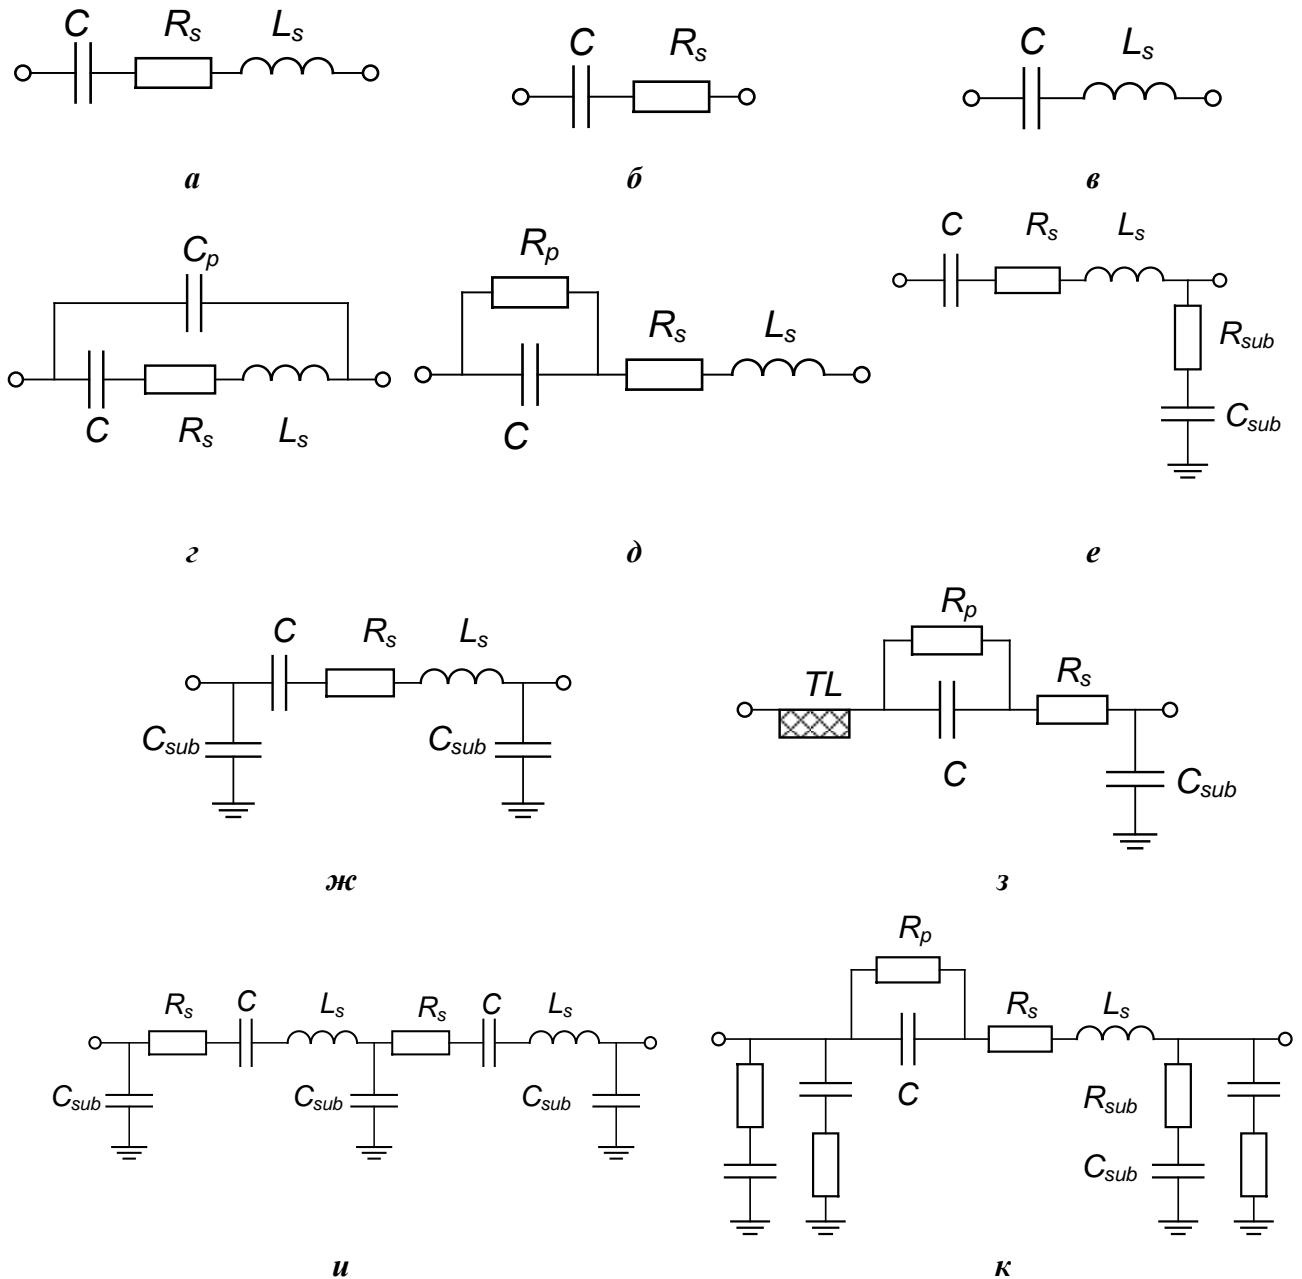 C R_s L_s
C R_s
C L_s
а
б
в
C_p
C R_s L_s
R_p
R_s L_s
C
C R_s L_s
R_sub
C_sub
г
д
е
C R_s L_s
C_sub C_sub
R_p
TL
R_s
C
C_sub
ж
з
R_s C L_s R_s C L_s
C_sub C_sub C_sub
R_p
R_s L_s
C
R_sub
C_sub
и
к